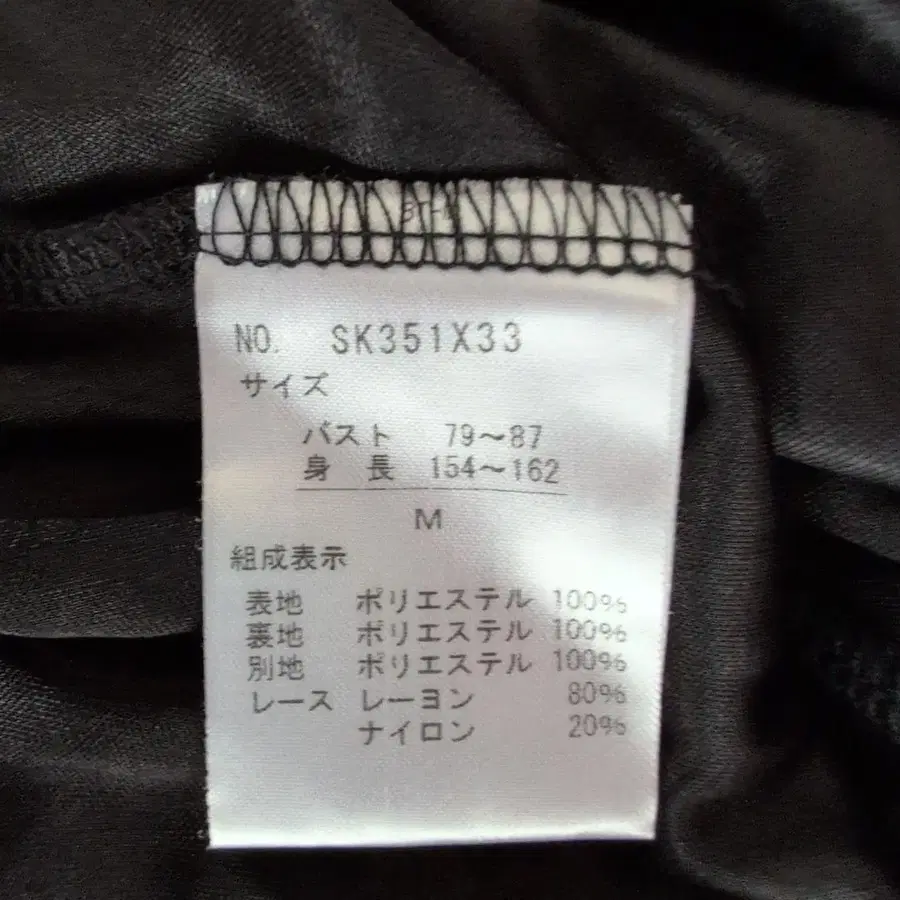 NO. SK351X33
サイズ
バスト 79～87
身長 154～162
M
組成表示
表地 ポリエステル 100%
裏地 ポリエステル 100%
別地 ポリエステル 100%
レース レーヨン 80%
ナイロン 20%